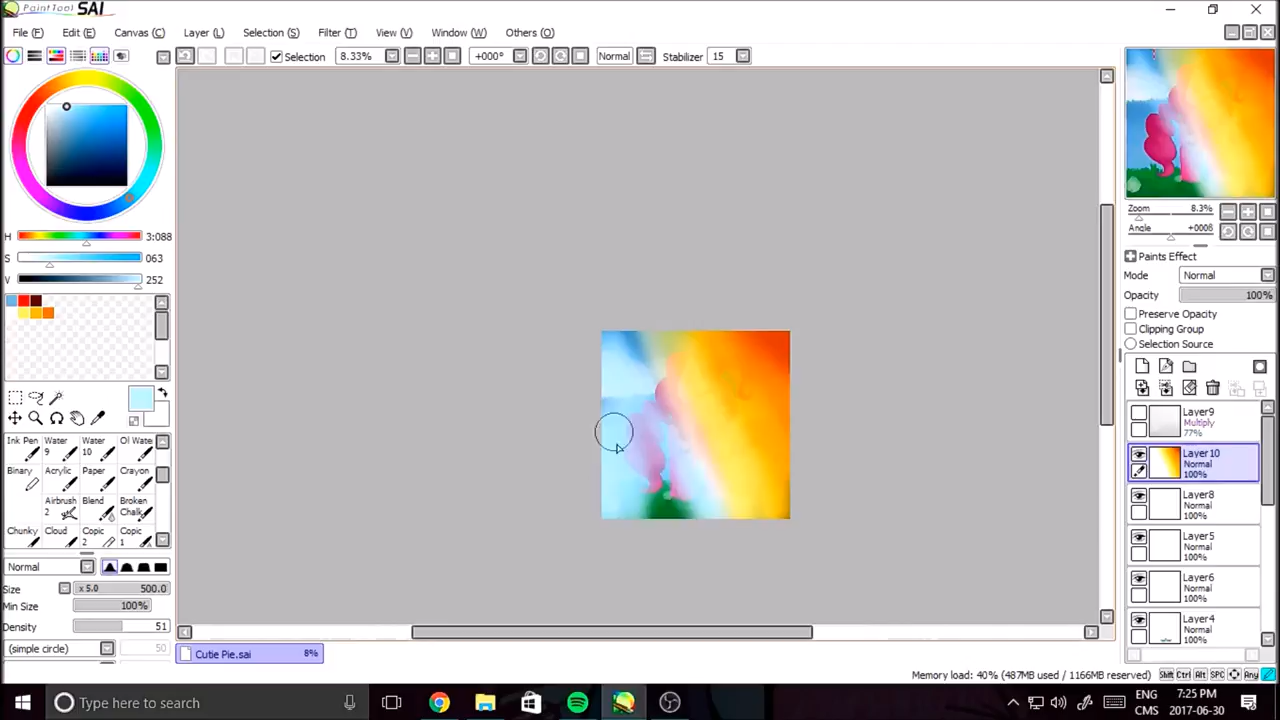 PaintTool SAI
File (F) Edit (E) Canvas (C) Layer (L) Selection (S) Filter (T) View (V) Window (W) Others (O)
Selection 8.33% +000° Normal Stabilizer 15
Zoom 8.3%
Angle +0008
H 3:088
S 063
V 252
Paints Effect
Mode Normal
Opacity 100%
Preserve Opacity
Clipping Group
Selection Source
Layer9
Multiply
77%
Layer10
Normal
100%
Layer8
Normal
100%
Layer5
Normal
100%
Layer6
Normal
100%
Layer4
Normal
100%
Ink Pen Water 9 Water 10 Ol Wate
Binary Acrylic Paper Crayon
Airbrush 2 Blend Broken Chalk
Chunky Cloud Copic 2 Copic 1
Normal
Size x 5.0 500.0
Min Size 100%
Density 51
(simple circle) 50
Cutie Pie.sai 8%
Memory load: 40% (487MB used / 1166MB reserved) Shift Ctrl Alt SPC Any
Type here to search
ENG
CMS
7:25 PM
2017-06-30